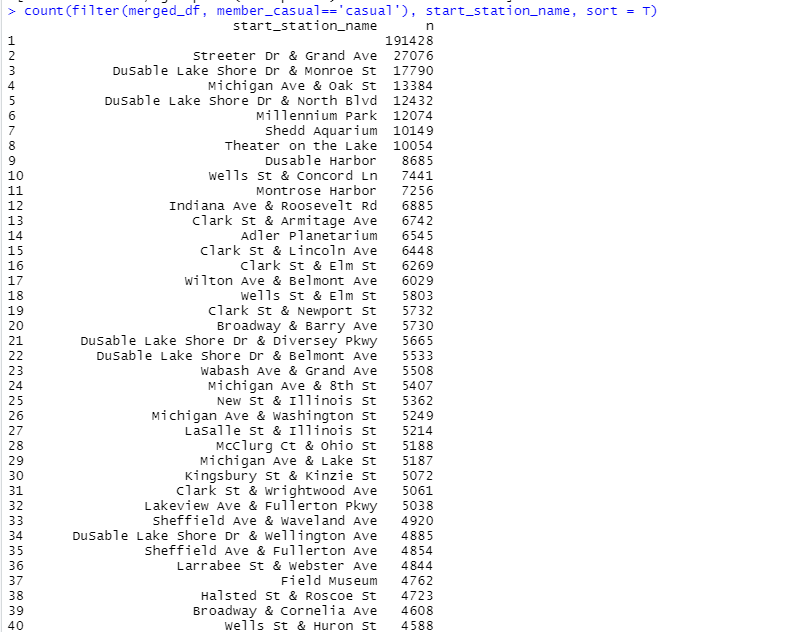 > count(filter(merged_df, member_casual=='casual'), start_station_name, sort = T)
start_station_name n
1 191428
2 Streeter Dr & Grand Ave 27076
3 DuSable Lake Shore Dr & Monroe St 17790
4 Michigan Ave & Oak St 13384
5 DuSable Lake Shore Dr & North Blvd 12432
6 Millennium Park 12074
7 Shedd Aquarium 10149
8 Theater on the Lake 10054
9 Dusable Harbor 8685
10 Wells St & Concord Ln 7441
11 Montrose Harbor 7256
12 Indiana Ave & Roosevelt Rd 6885
13 Clark St & Armitage Ave 6742
14 Adler Planetarium 6545
15 Clark St & Lincoln Ave 6448
16 Clark St & Elm St 6269
17 Wilton Ave & Belmont Ave 6029
18 Wells St & Elm St 5803
19 Clark St & Newport St 5732
20 Broadway & Barry Ave 5730
21 DuSable Lake Shore Dr & Diversey Pkwy 5665
22 DuSable Lake Shore Dr & Belmont Ave 5533
23 Wabash Ave & Grand Ave 5508
24 Michigan Ave & 8th St 5407
25 New St & Illinois St 5362
26 Michigan Ave & Washington St 5249
27 LaSalle St & Illinois St 5214
28 McClurg Ct & Ohio St 5188
29 Michigan Ave & Lake St 5187
30 Kingsbury St & Kinzie St 5072
31 Clark St & Wrightwood Ave 5061
32 Lakeview Ave & Fullerton Pkwy 5038
33 Sheffield Ave & Waveland Ave 4920
34 DuSable Lake Shore Dr & Wellington Ave 4885
35 Sheffield Ave & Fullerton Ave 4854
36 Larrabee St & Webster Ave 4844
37 Field Museum 4762
38 Halsted St & Roscoe St 4723
39 Broadway & Cornelia Ave 4608
40 Wells St & Huron St 4588